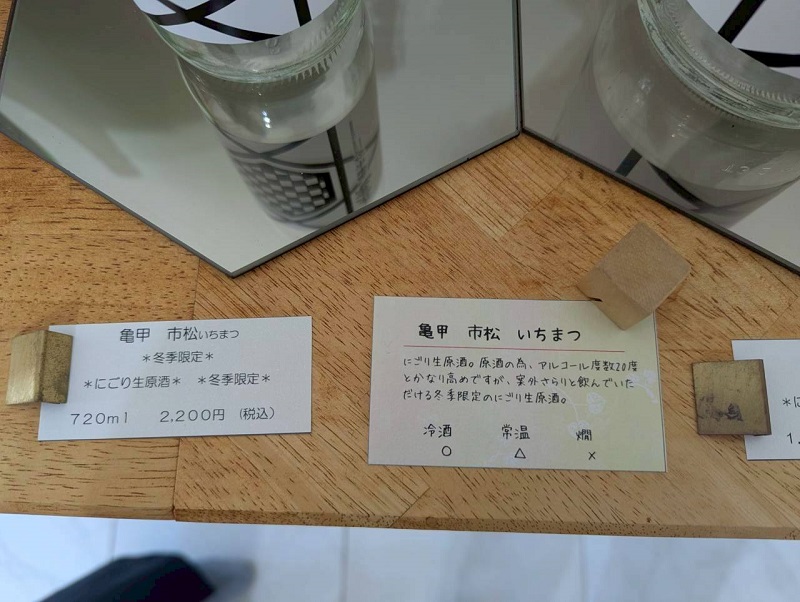 亀甲 市松いちまつ
*冬季限定*
*にごり生原酒* *冬季限定*
720ml 2,200円 (税込)
亀甲 市松 いちまつ
にごり生原酒。原酒の為、アルコール度数20度
とかなり高めですが、案外さらりと飲んでいた
だける冬季限定のにごり生原酒。
冷酒 常温 燗
○ △ ×
*に
1,